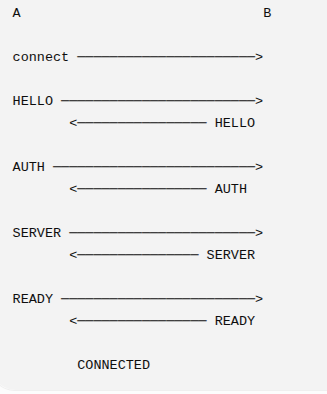 A B
connect ——————————————————————>
HELLO ————————————————————————>
<———————————————— HELLO
AUTH —————————————————————————>
<———————————————— AUTH
SERVER ———————————————————————>
<——————————————— SERVER
READY ————————————————————————>
<———————————————— READY
CONNECTED